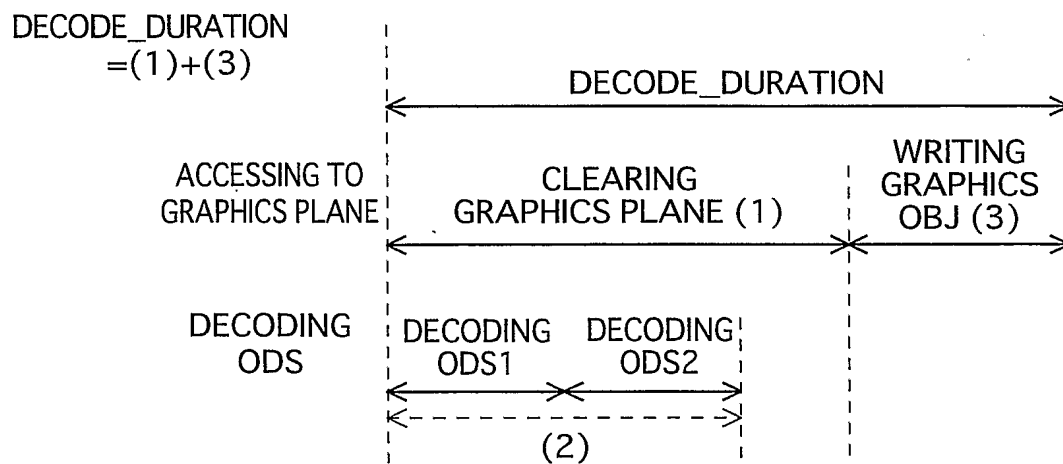 DECODE_DURATION
=(1)+(3)
DECODE_DURATION
ACCESSING TO
GRAPHICS PLANE
CLEARING
GRAPHICS PLANE (1)
WRITING
GRAPHICS
OBJ (3)
DECODING
ODS
DECODING
ODS1
DECODING
ODS2
(2)